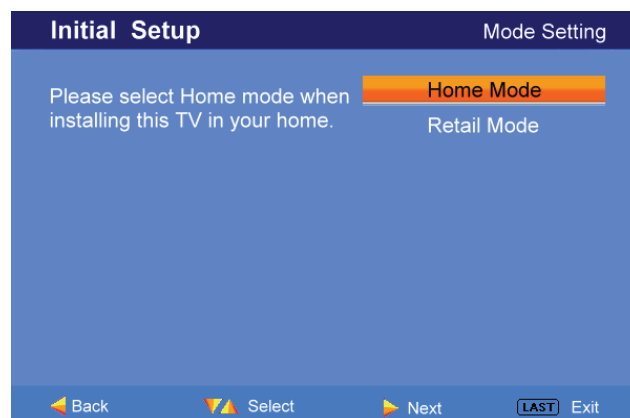 Initial Setup
Mode Setting
Please select Home mode when
installing this TV in your home.
Home Mode
Retail Mode
Back Select Next LAST Exit